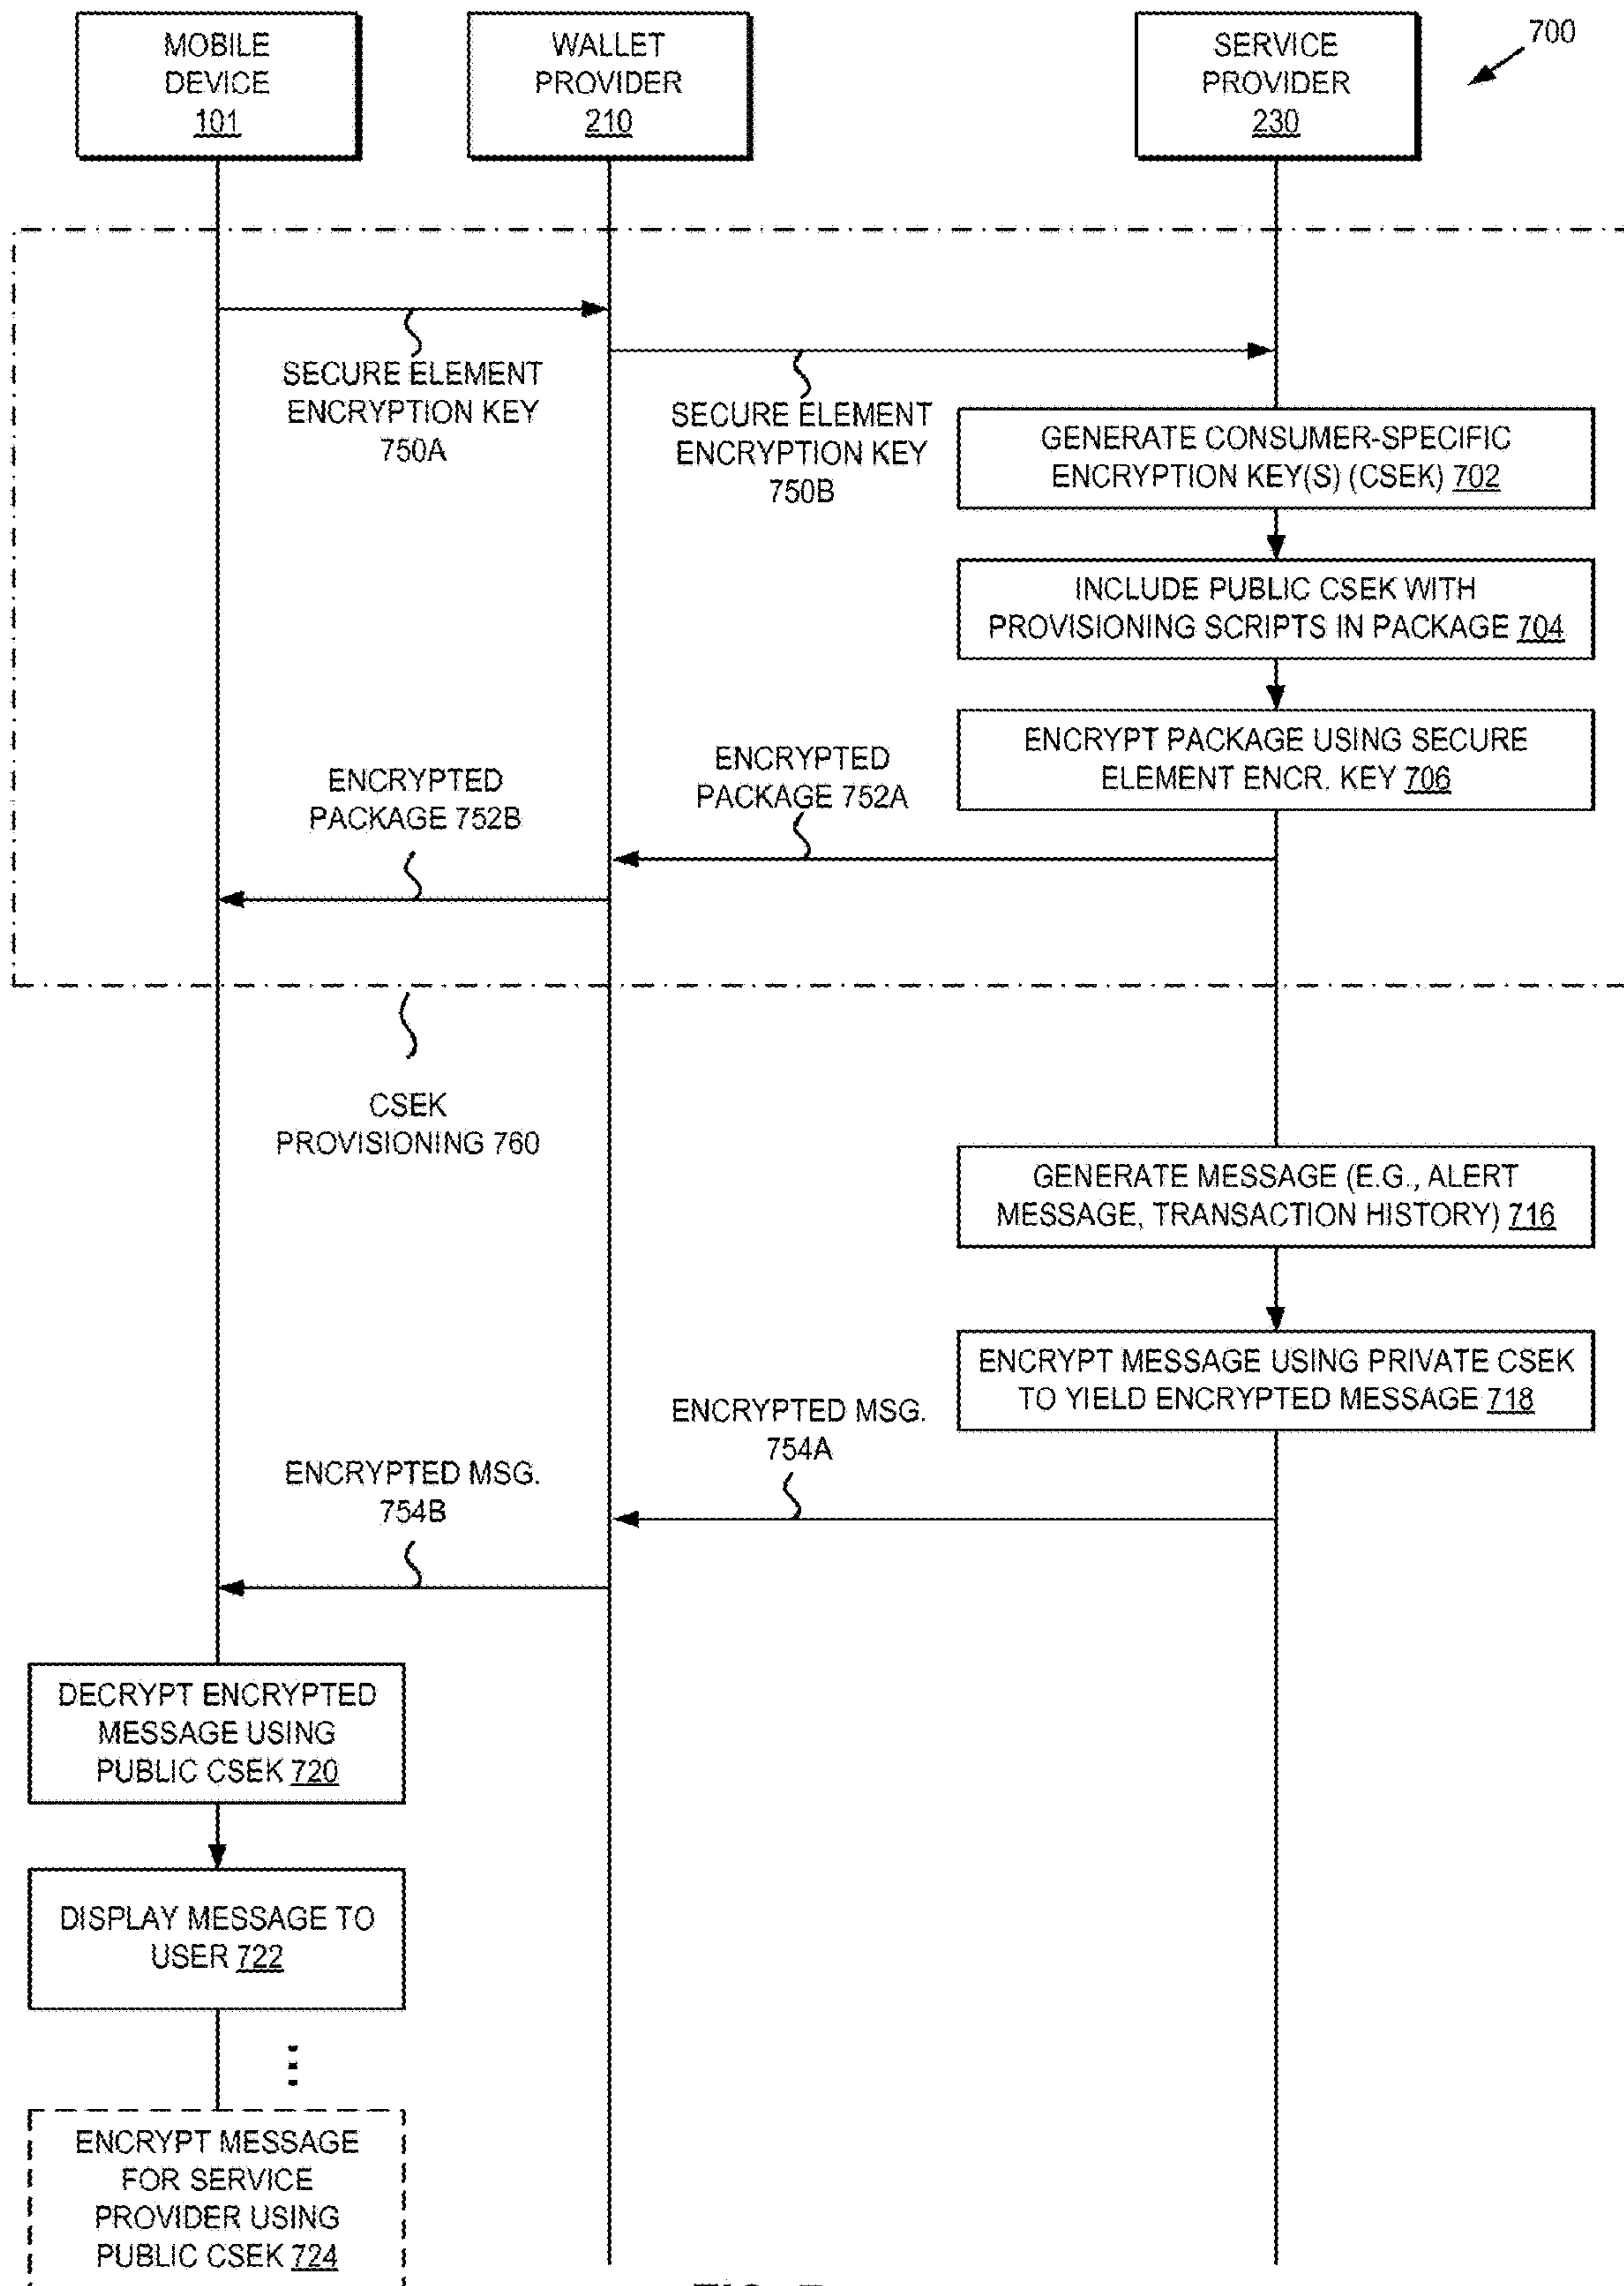 MOBILE
DEVICE
101
WALLET
PROVIDER
210
SERVICE
PROVIDER
230
700
SECURE ELEMENT
ENCRYPTION KEY
750A
SECURE ELEMENT
ENCRYPTION KEY
750B
GENERATE CONSUMER-SPECIFIC
ENCRYPTION KEY(S) (CSEK) 702
INCLUDE PUBLIC CSEK WITH
PROVISIONING SCRIPTS IN PACKAGE 704
ENCRYPT PACKAGE USING SECURE
ELEMENT ENCR. KEY 706
ENCRYPTED
PACKAGE 752A
ENCRYPTED
PACKAGE 752B
CSEK
PROVISIONING 760
GENERATE MESSAGE (E.G., ALERT
MESSAGE, TRANSACTION HISTORY) 716
ENCRYPT MESSAGE USING PRIVATE CSEK
TO YIELD ENCRYPTED MESSAGE 718
ENCRYPTED MSG.
754A
ENCRYPTED MSG.
754B
DECRYPT ENCRYPTED
MESSAGE USING
PUBLIC CSEK 720
DISPLAY MESSAGE TO
USER 722
ENCRYPT MESSAGE
FOR SERVICE
PROVIDER USING
PUBLIC CSEK 724